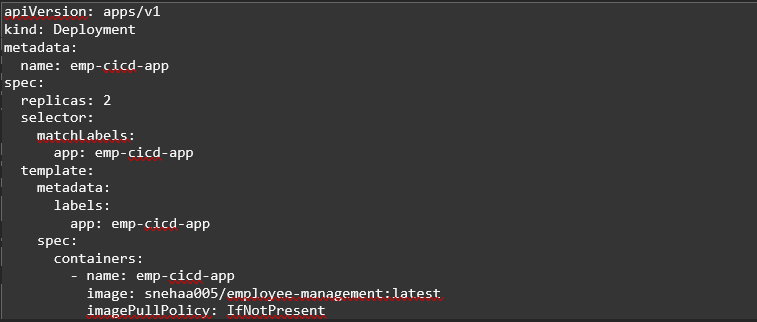 apiVersion: apps/v1
kind: Deployment
metadata:
  name: emp-cicd-app
spec:
  replicas: 2
  selector:
    matchLabels:
      app: emp-cicd-app
  template:
    metadata:
      labels:
        app: emp-cicd-app
    spec:
      containers:
        - name: emp-cicd-app
          image: snehaa005/employee-management:latest
          imagePullPolicy: IfNotPresent